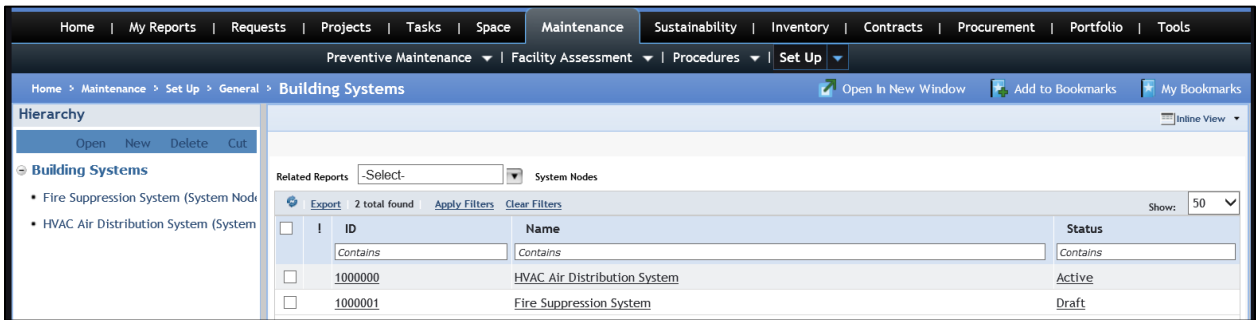 Home | My Reports | Requests | Projects | Tasks | Space Maintenance Sustainability | Inventory | Contracts | Procurement | Portfolio | Tools
Preventive Maintenance | Facility Assessment | Procedures | Set Up
Home > Maintenance > Set Up > General > Building Systems Open In New Window Add to Bookmarks My Bookmarks
Hierarchy
Inline View
Open New Delete Cut
Building Systems
Related Reports -Select- System Nodes
• Fire Suppression System (System Node
Export 2 total found Apply Filters Clear Filters Show: 50
• HVAC Air Distribution System (System
! ID Name Status
Contains Contains Contains
1000000 HVAC Air Distribution System Active
1000001 Fire Suppression System Draft